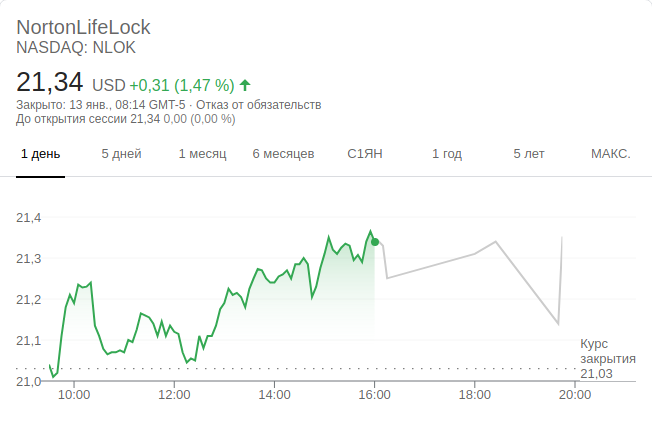 NortonLifeLock
NASDAQ: NLOK
21,34 USD +0,31 (1,47 %)
Закрыто: 13 янв., 08:14 GMT-5 · Отказ от обязательств
До открытия сессии 21,34 0,00 (0,00 %)
1 день 5 дней 1 месяц 6 месяцев С1ЯН 1 год 5 лет МАКС.
21,4
21,3
21,2
21,1
21,0
Курс
закрытия
21,03
10:00 12:00 14:00 16:00 18:00 20:00